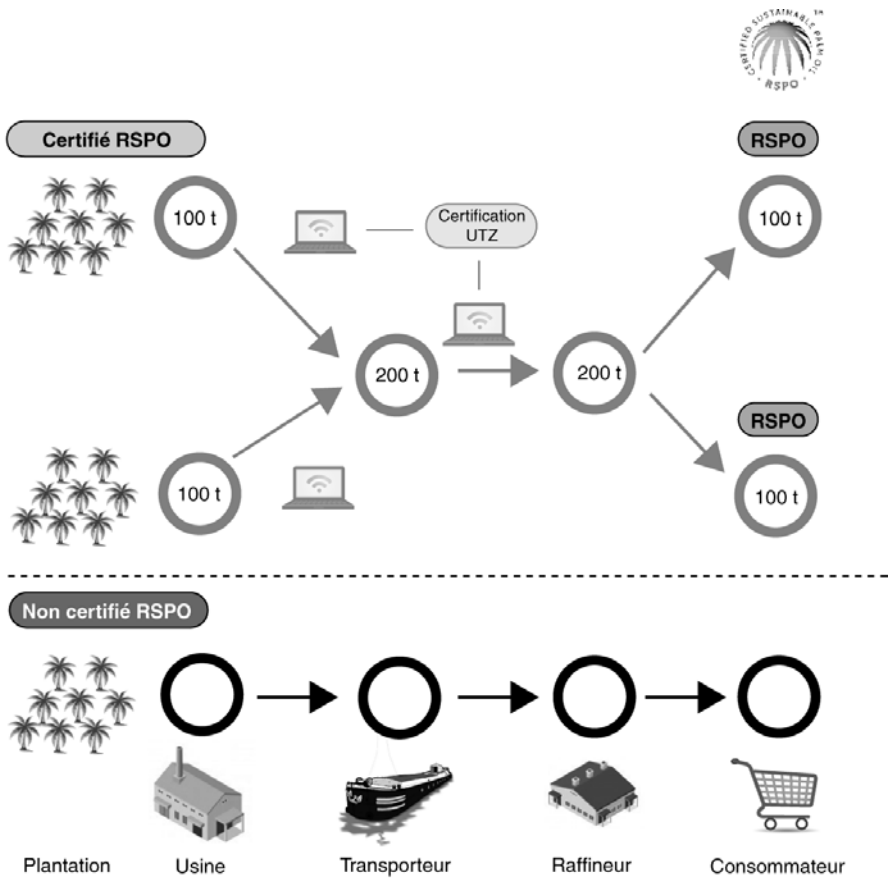 TM
CERTIFIED SUSTAINABLE PALM OIL
RSPO
Certifié RSPO
RSPO
100 t
Certification
UTZ
100 t
200 t
200 t
RSPO
100 t
100 t
Non certifié RSPO
Plantation
Usine
Transporteur
Raffineur
Consommateur